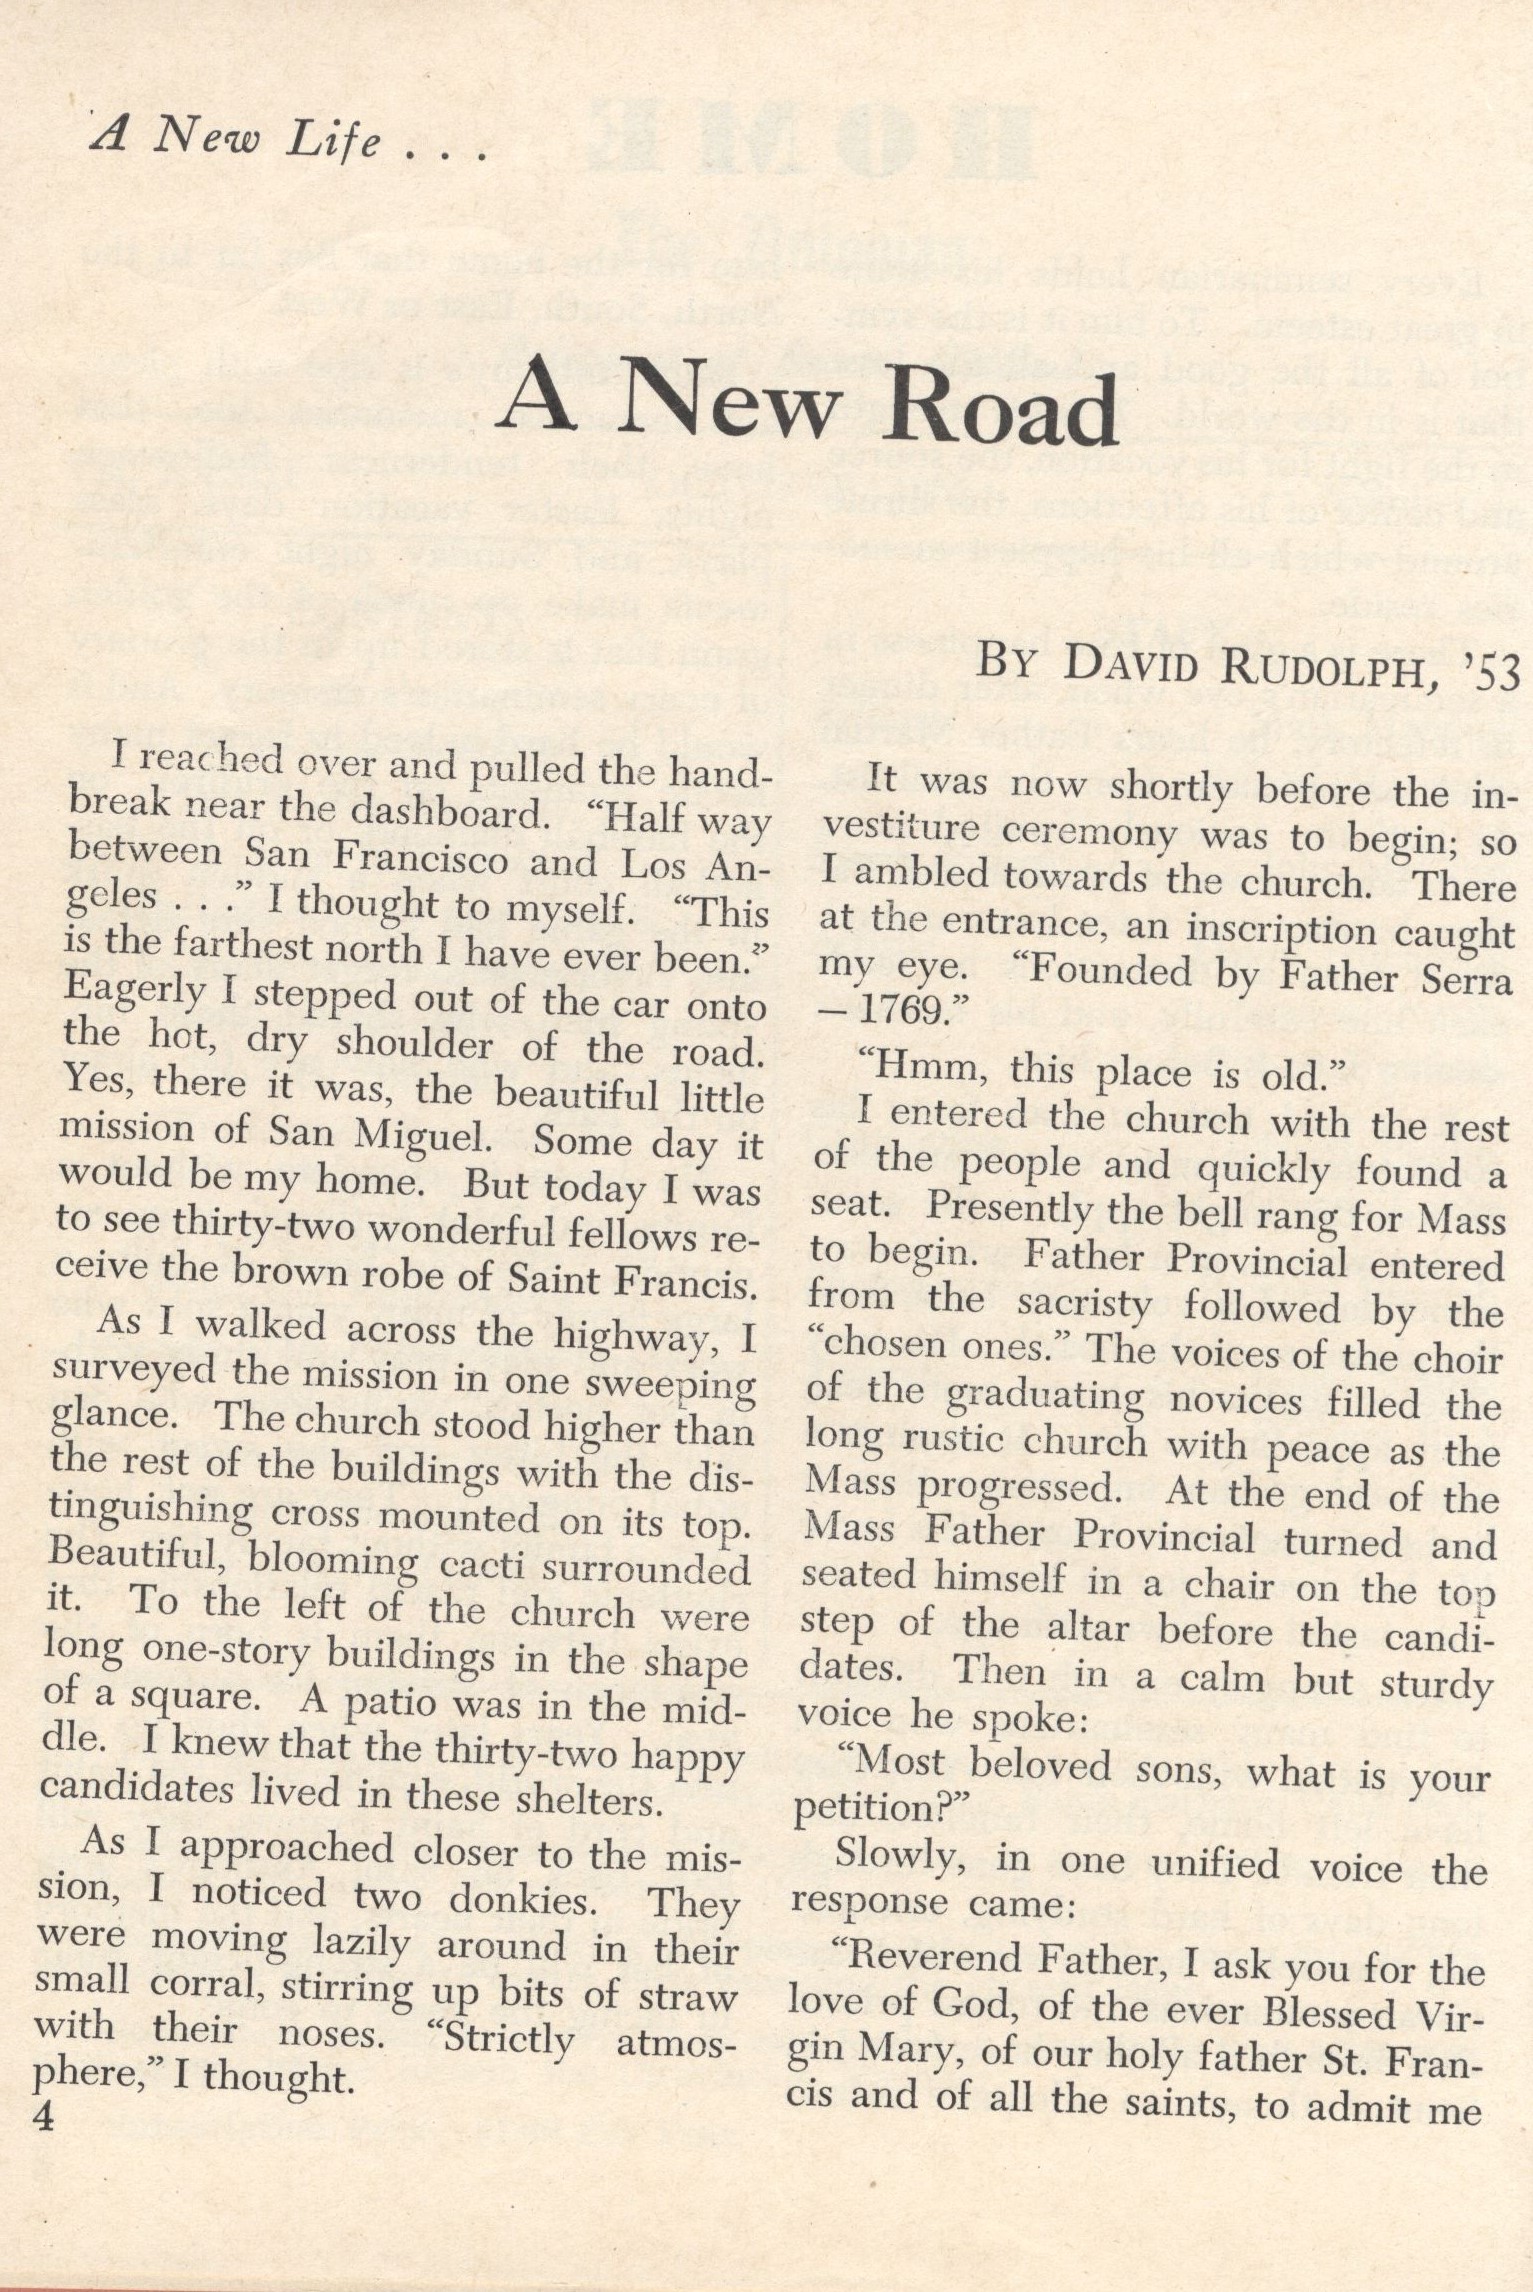 A New Life . . .
A New Road
BY DAVID RUDOLPH, ’53
I reached over and pulled the hand-
break near the dashboard. “Half way
between San Francisco and Los An-
geles . . .” I thought to myself. “This
is the farthest north I have ever been.”
Eagerly I stepped out of the car onto
the hot, dry shoulder of the road.
Yes, there it was, the beautiful little
mission of San Miguel. Some day it
would be my home. But today I was
to see thirty-two wonderful fellows re-
ceive the brown robe of Saint Francis.
As I walked across the highway, I
surveyed the mission in one sweeping
glance. The church stood higher than
the rest of the buildings with the dis-
tinguishing cross mounted on its top.
Beautiful, blooming cacti surrounded
it. To the left of the church were
long one-story buildings in the shape
of a square. A patio was in the mid-
dle. I knew that the thirty-two happy
candidates lived in these shelters.
As I approached closer to the mis-
sion, I noticed two donkies. They
were moving lazily around in their
small corral, stirring up bits of straw
with their noses. “Strictly atmos-
phere,” I thought.
4
It was now shortly before the in-
vestiture ceremony was to begin; so
I ambled towards the church. There
at the entrance, an inscription caught
my eye. “Founded by Father Serra
— 1769.”
“Hmm, this place is old.”
I entered the church with the rest
of the people and quickly found a
seat. Presently the bell rang for Mass
to begin. Father Provincial entered
from the sacristy followed by the
“chosen ones.” The voices of the choir
of the graduating novices filled the
long rustic church with peace as the
Mass progressed. At the end of the
Mass Father Provincial turned and
seated himself in a chair on the top
step of the altar before the candi-
dates. Then in a calm but sturdy
voice he spoke:
“Most beloved sons, what is your
petition?”
Slowly, in one unified voice the
response came:
“Reverend Father, I ask you for the
love of God, of the ever Blessed Vir-
gin Mary, of our holy father St. Fran-
cis and of all the saints, to admit me